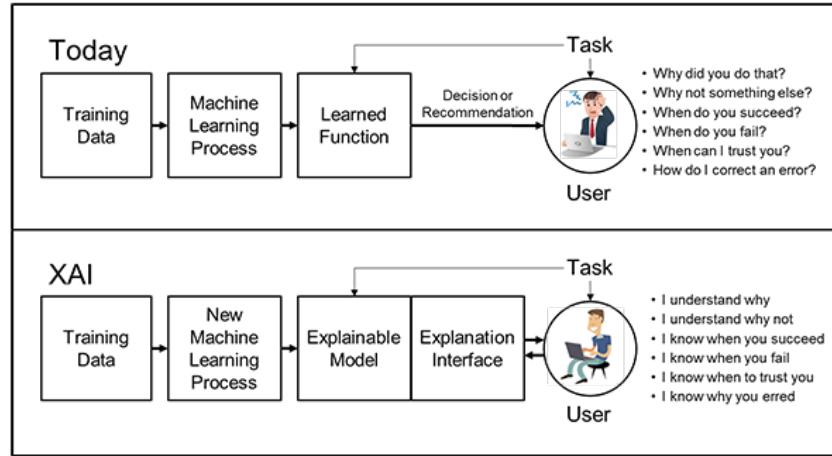 Today
Task
Training
Data
Machine
Learning
Process
Learned
Function
Decision or
Recommendation
User
• Why did you do that?
• Why not something else?
• When do you succeed?
• When do you fail?
• When can I trust you?
• How do I correct an error?
XAI
Task
Training
Data
New
Machine
Learning
Process
Explainable
Model
Explanation
Interface
User
• I understand why
• I understand why not
• I know when you succeed
• I know when you fail
• I know when to trust you
• I know why you erred